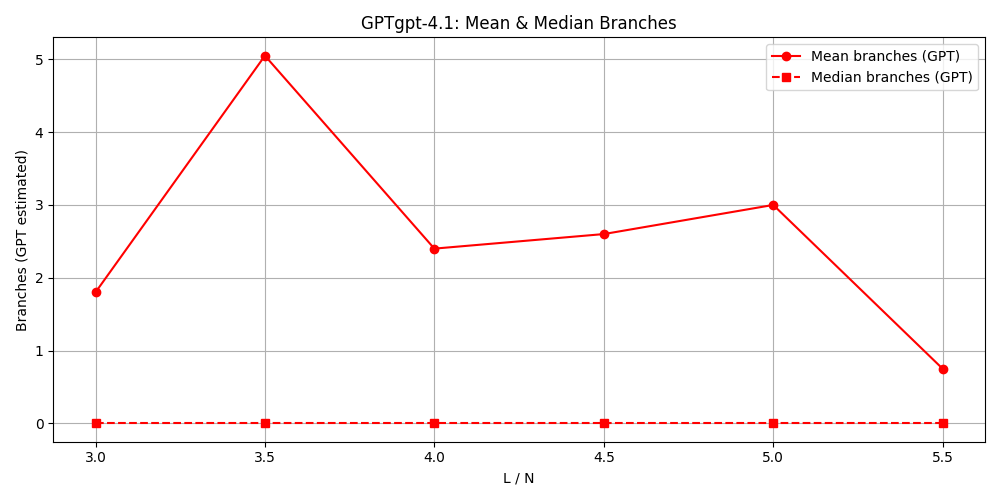 GPTgpt-4.1: Mean & Median Branches
Mean branches (GPT)
Median branches (GPT)
Branches (GPT estimated)
5
4
3
2
1
0
3.0 3.5 4.0 4.5 5.0 5.5
L / N